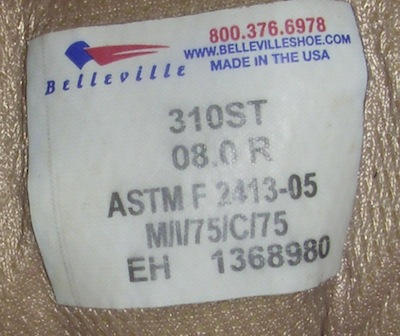 800.376.6978
WWW.BELLEVILLESHOE.COM
MADE IN THE USA
Belleville
310ST
08.0 R
ASTM F 2413-05
M/I/75/C/75
EH 1368980